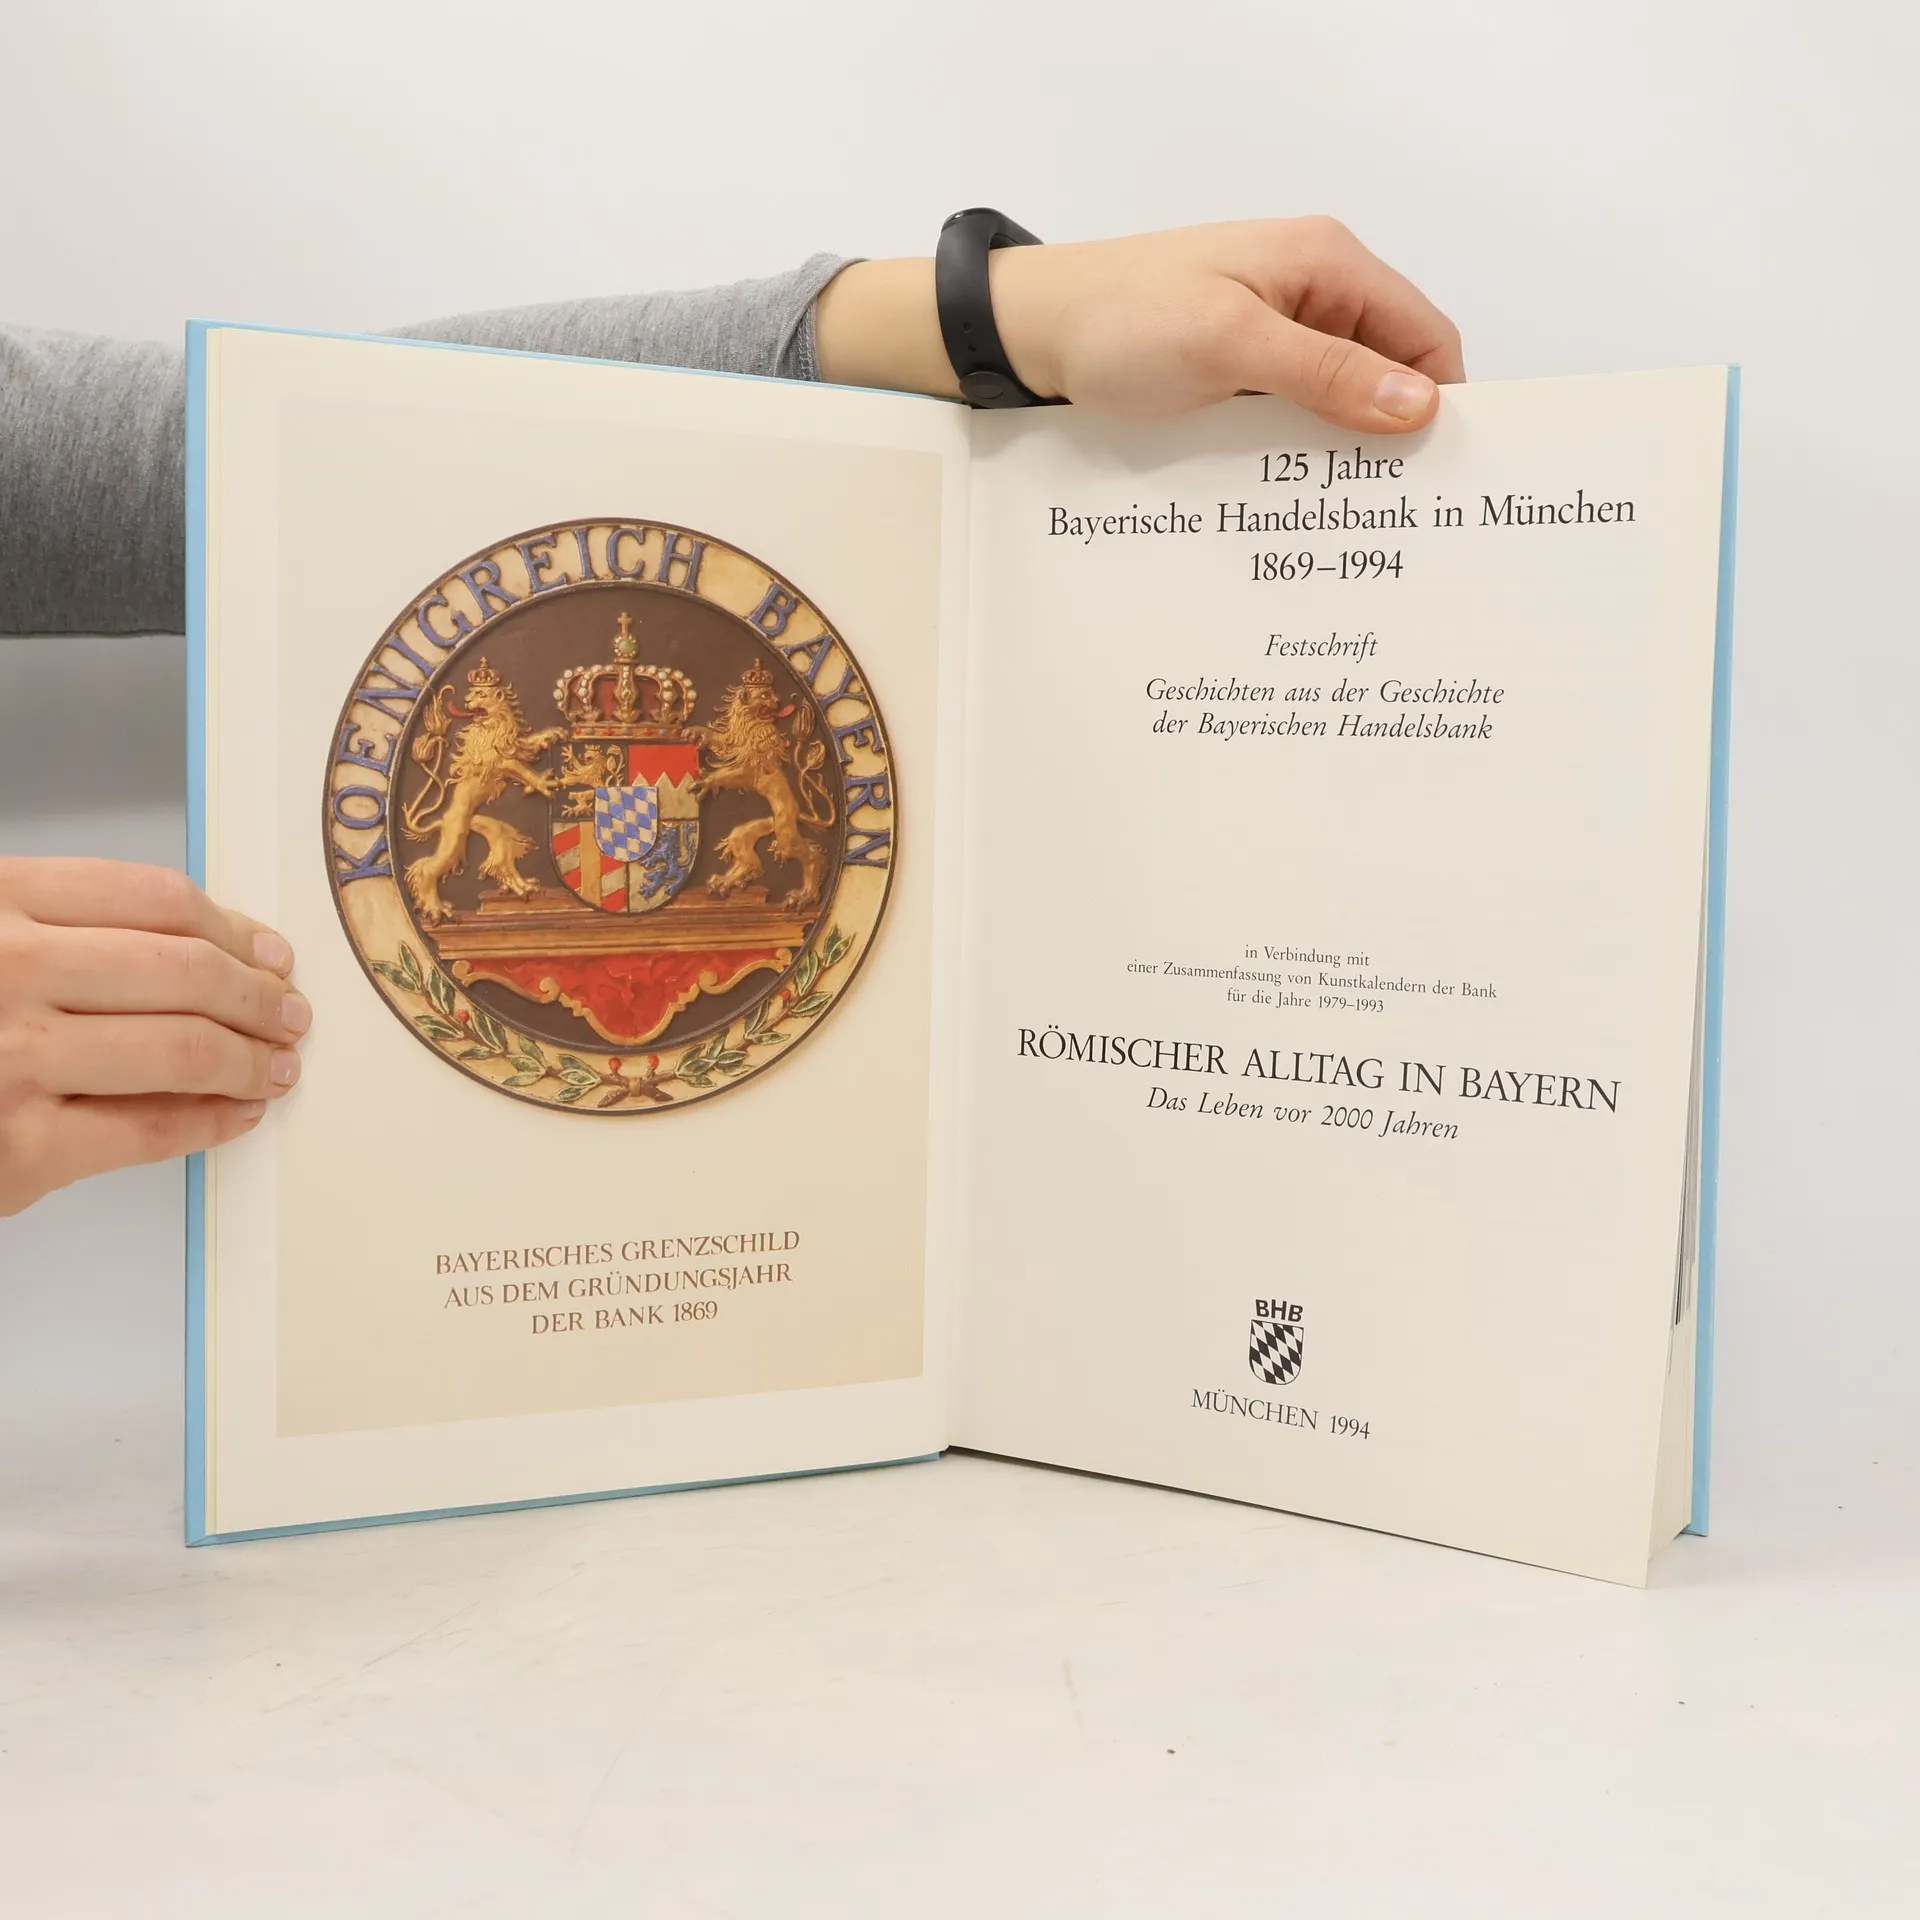 KOENIGREICH BAYERN
BAYERISCHES GRENZSCHILD
AUS DEM GRÜNDUNGSJAHR
DER BANK 1869
125 Jahre
Bayerische Handelsbank in München
1869–1994
Festschrift
Geschichten aus der Geschichte
der Bayerischen Handelsbank
in Verbindung mit
einer Zusammenfassung von Kunstkalendern der Bank
für die Jahre 1979–1993
RÖMISCHER ALLTAG IN BAYERN
Das Leben vor 2000 Jahren
BHB
MÜNCHEN 1994